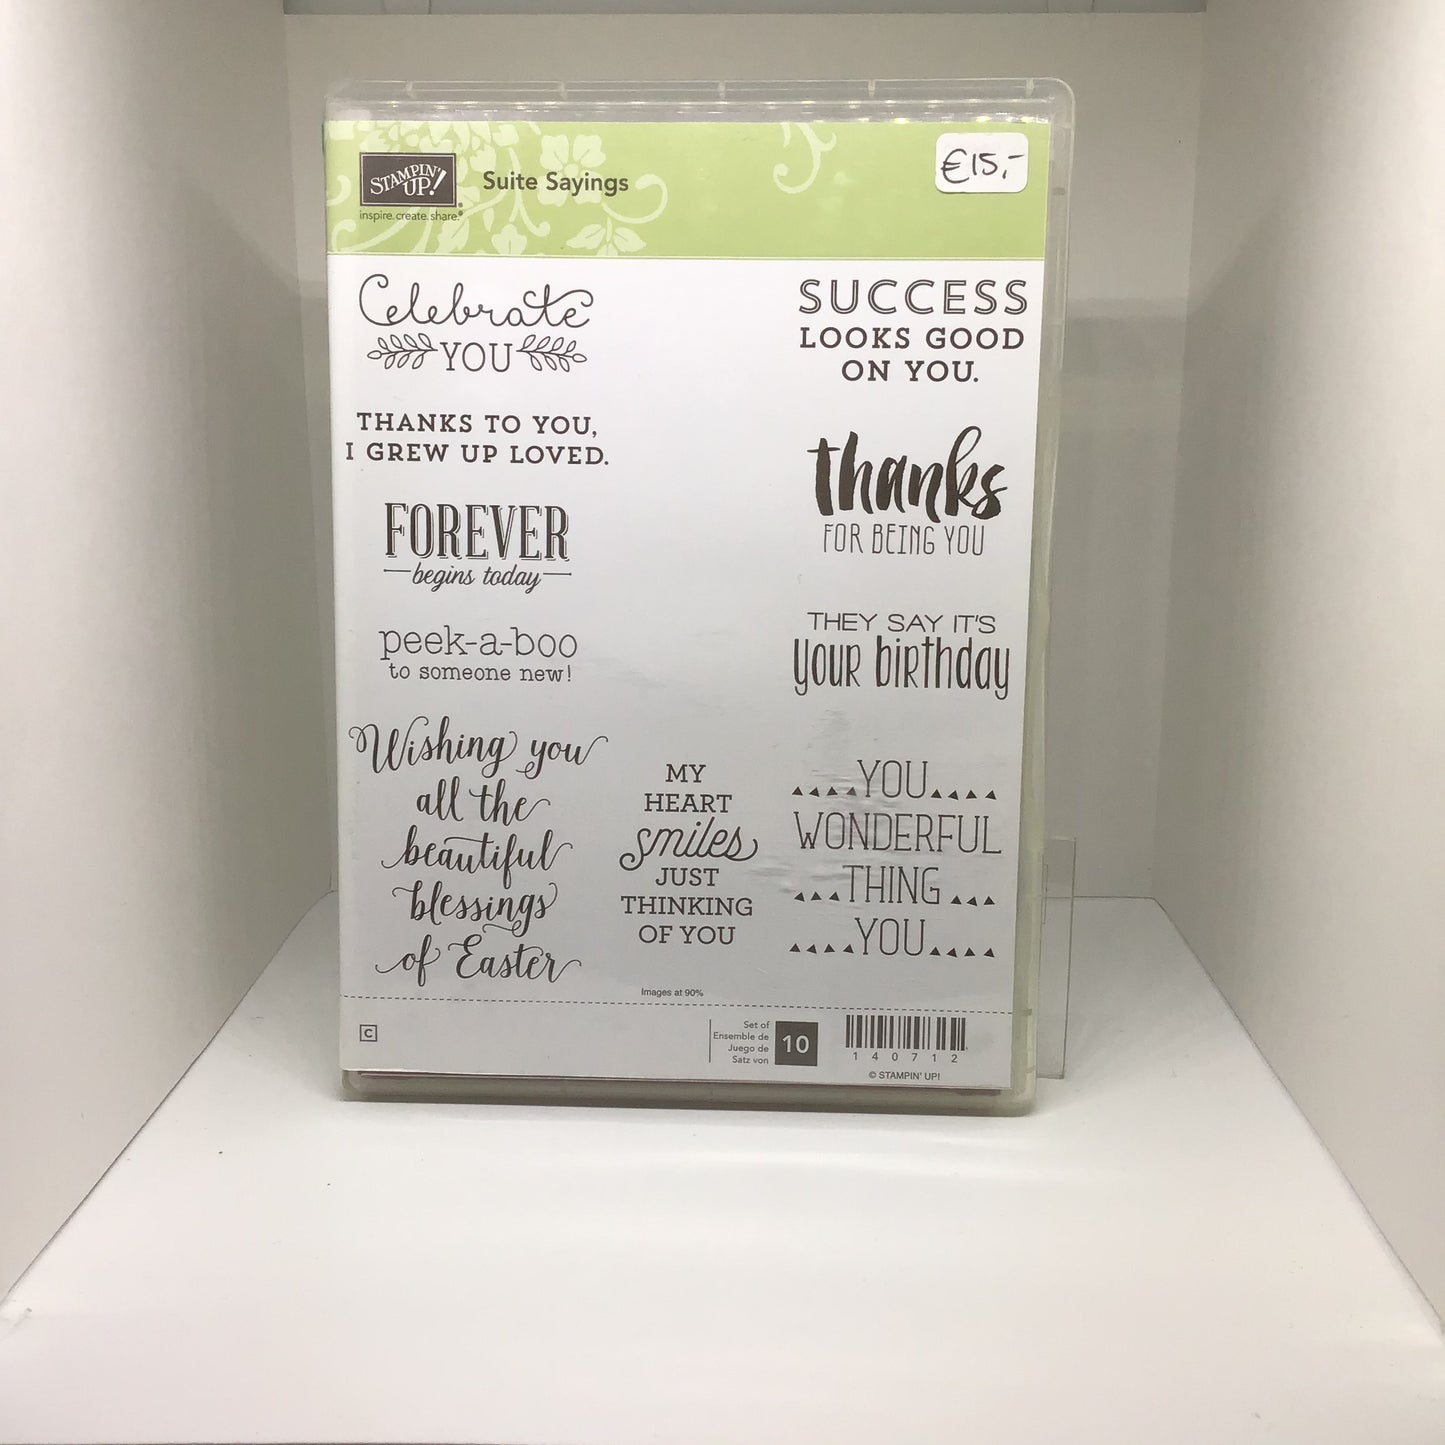 STAMPIN' UP!
inspire. create. share.
Suite Sayings
€15,-
Celebrate
YOU
THANKS TO YOU,
I GREW UP LOVED.
FOREVER
begins today
peek-a-boo
to someone new!
Wishing you
all the
beautiful
blessings
of Easter
MY
HEART
smiles
JUST
THINKING
OF YOU
SUCCESS
LOOKS GOOD
ON YOU.
thanks
FOR BEING YOU
THEY SAY IT'S
your birthday
YOU
WONDERFUL
THING
YOU
Images at 90%
C
Set of
Ensemble de
Juego de
Satz von
10
140712
© STAMPIN' UP!